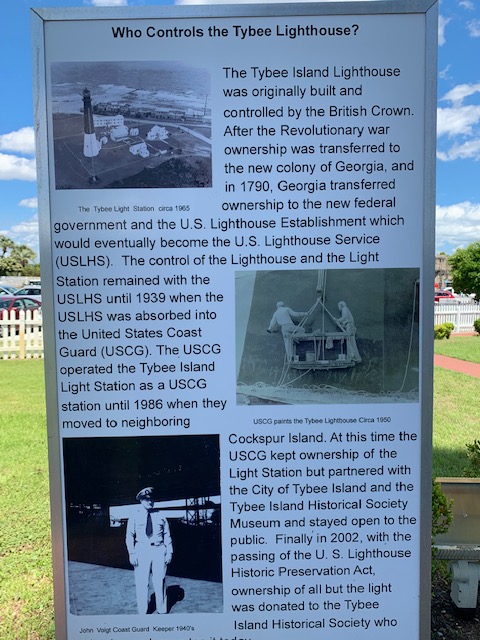 Who Controls the Tybee Lighthouse?
The Tybee Island Lighthouse
was originally built and
controlled by the British Crown.
After the Revolutionary war
ownership was transferred to
the new colony of Georgia, and
in 1790, Georgia transferred
The Tybee Light Station circa 1965
ownership to the new federal
government and the U.S. Lighthouse Establishment which
would eventually become the U.S. Lighthouse Service
(USLHS). The control of the Lighthouse and the Light
Station remained with the
USLHS until 1939 when the
USLHS was absorbed into
the United States Coast
Guard (USCG). The USCG
operated the Tybee Island
Light Station as a USCG
station until 1986 when they
moved to neighboring
USCG paints the Tybee Lighthouse Circa 1950
Cockspur Island. At this time the
USCG kept ownership of the
Light Station but partnered with
the City of Tybee Island and the
Tybee Island Historical Society
Museum and stayed open to the
public. Finally in 2002, with the
passing of the U. S. Lighthouse
Historic Preservation Act,
ownership of all but the light
was donated to the Tybee
Island Historical Society who
John Voigt Coast Guard Keeper 1940's